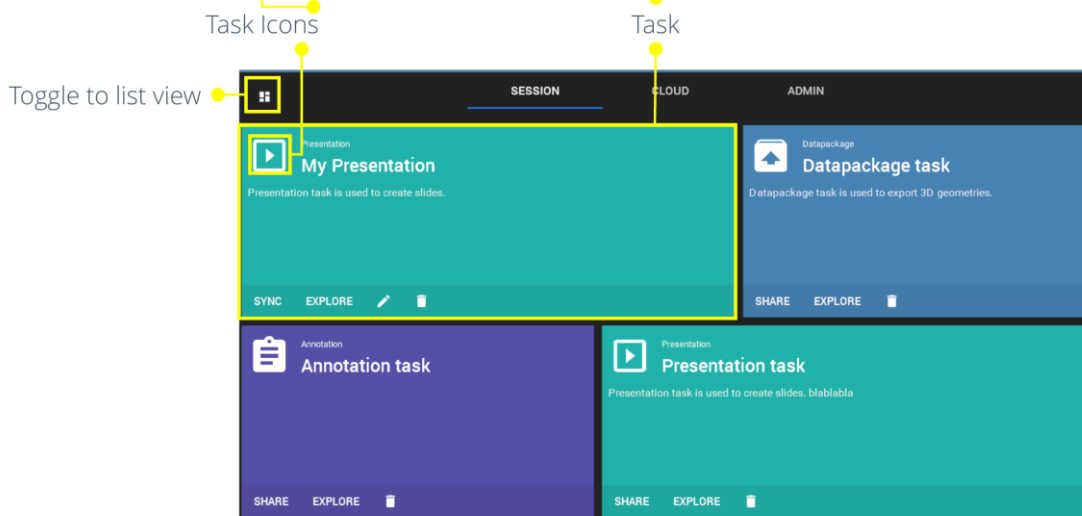 Task Icons
Task
Toggle to list view
SESSION
CLOUD
ADMIN
Presentation
My Presentation
Presentation task is used to create slides.
SYNC EXPLORE
Datapackage
Datapackage task
Datapackage task is used to export 3D geometries.
SHARE EXPLORE
Annotation
Annotation task
SHARE EXPLORE
Presentation
Presentation task
Presentation task is used to create slides. blablabla
SHARE EXPLORE